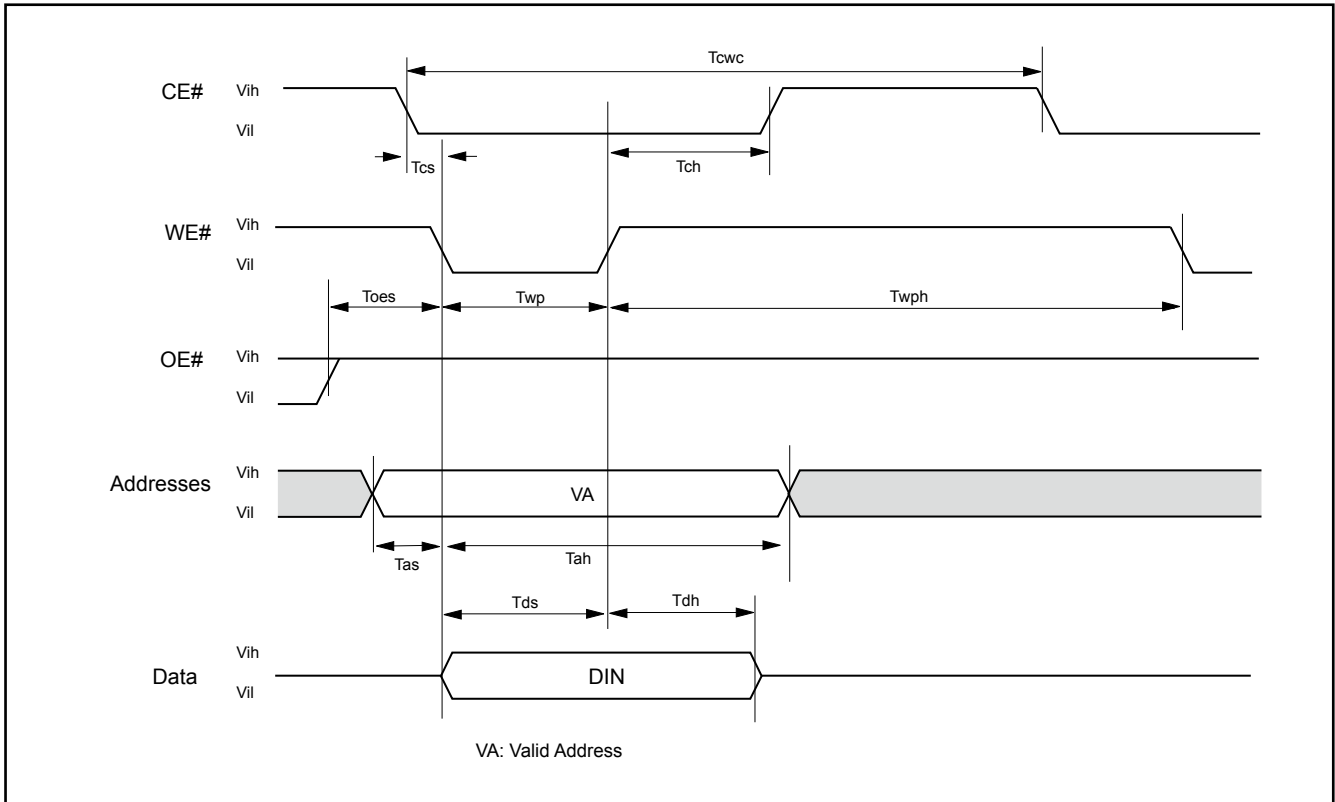 Tcwc
CE#
Vih
Vil
Tcs
Tch
WE#
Vih
Vil
Toes
Twp
Twph
OE#
Vih
Vil
Addresses
Vih
Vil
VA
Tas
Tah
Tds
Tdh
Data
Vih
Vil
DIN
VA: Valid Address